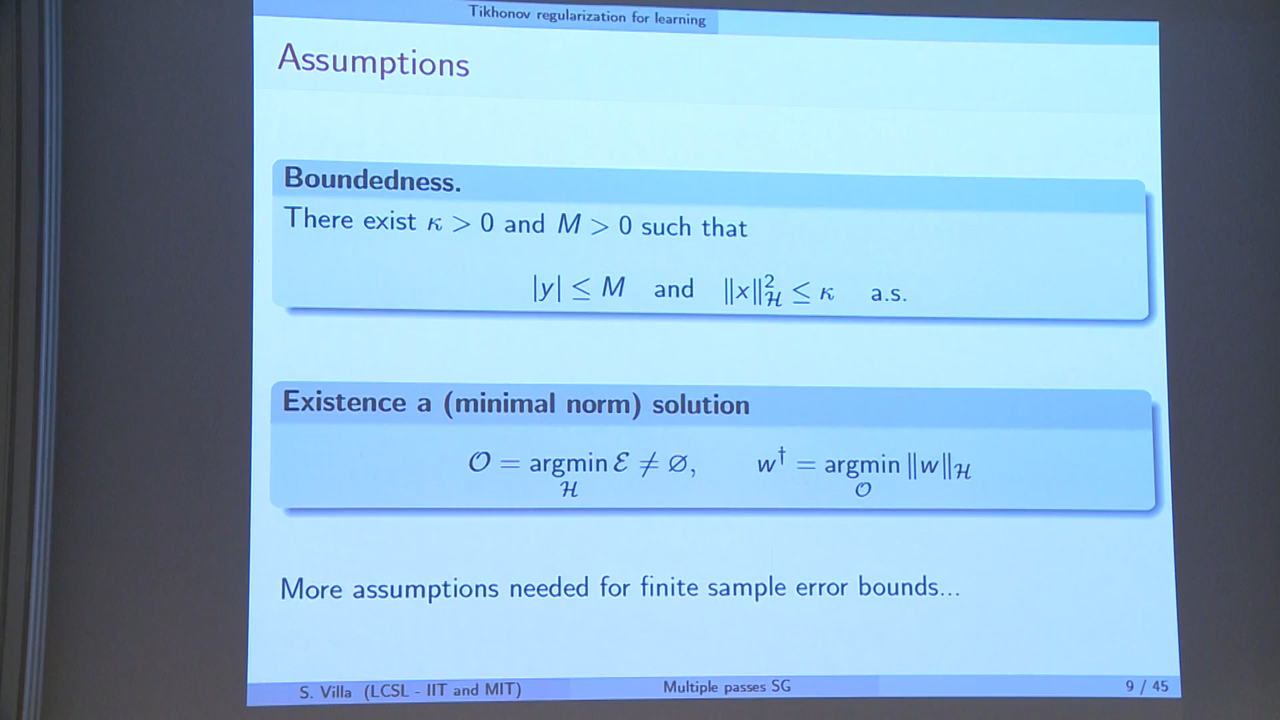 Tikhonov regularization for learning
Assumptions
Boundedness.
There exist κ > 0 and M > 0 such that
|y| ≤ M and ‖x‖²_ℋ ≤ κ a.s.
Existence a (minimal norm) solution
𝒪 = argmin ℰ ≠ ∅, w† = argmin ‖w‖_ℋ
ℋ 𝒪
More assumptions needed for finite sample error bounds...
S. Villa (LCSL - IIT and MIT) Multiple passes SG 9 / 45